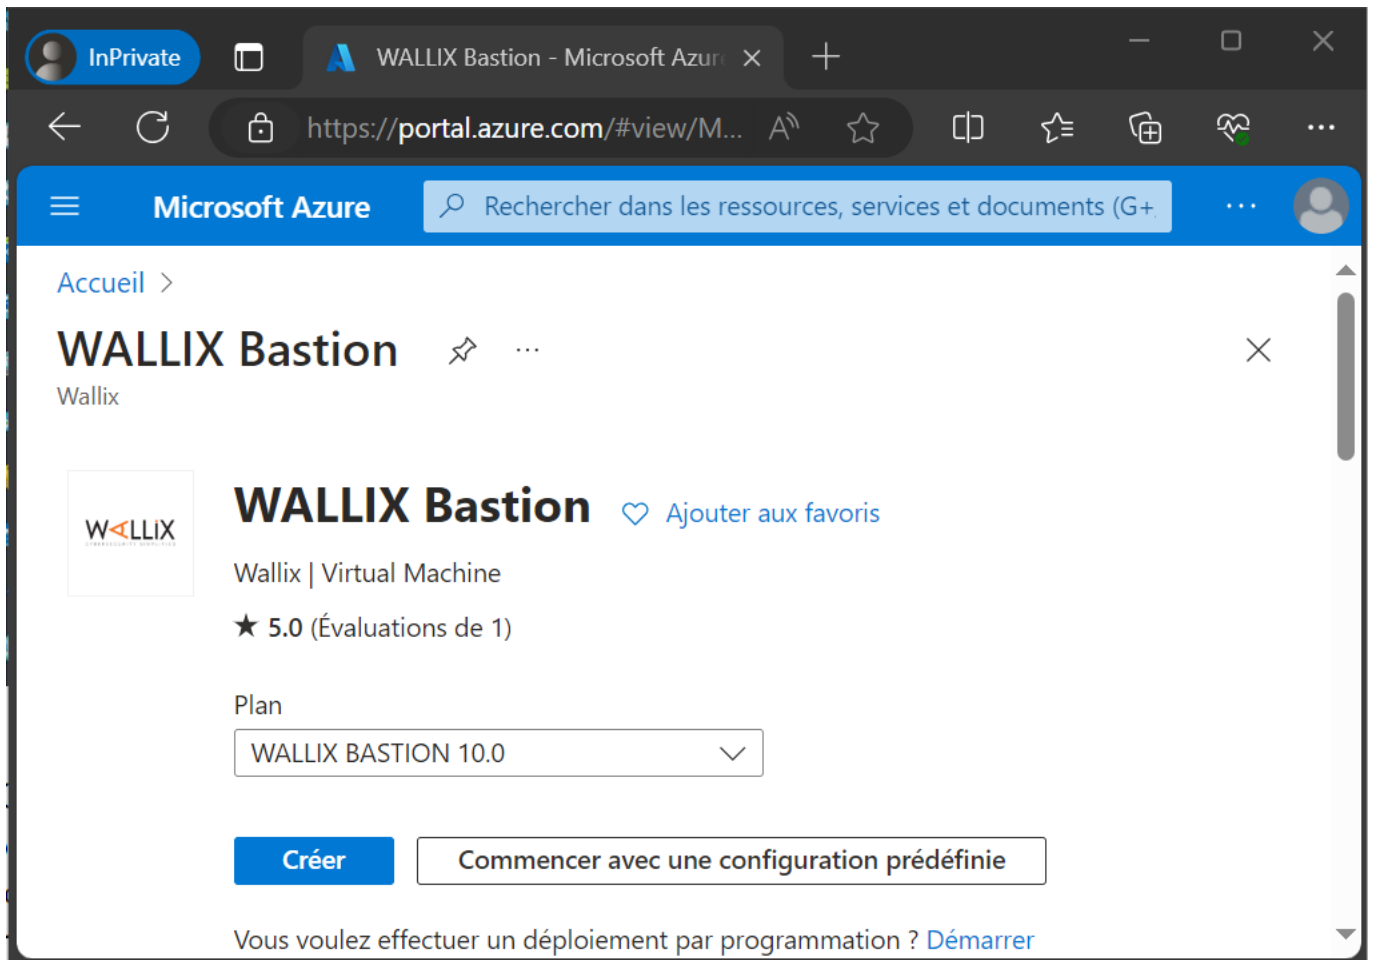 InPrivate
WALLIX Bastion - Microsoft Azure
https://portal.azure.com/#view/M...
Microsoft Azure
Rechercher dans les ressources, services et documents (G+/
Accueil >
WALLIX Bastion
Wallix
WALLIX
WALLIX Bastion
Ajouter aux favoris
Wallix | Virtual Machine
★ 5.0 (Évaluations de 1)
Plan
WALLIX BASTION 10.0
Créer
Commencer avec une configuration prédéfinie
Vous voulez effectuer un déploiement par programmation ? Démarrer